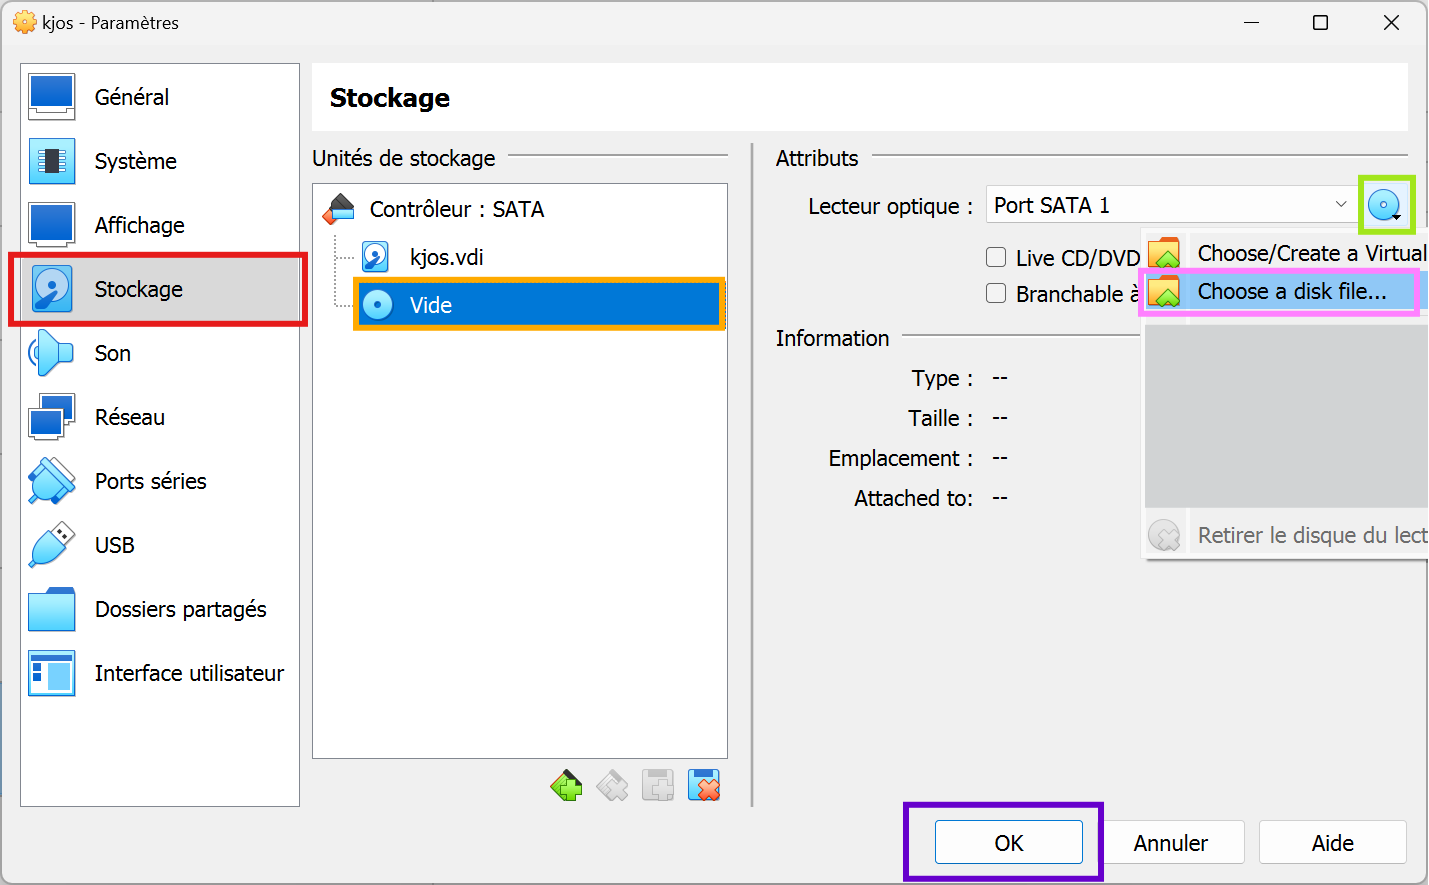 kjos - Paramètres
Général
Système
Affichage
Stockage
Son
Réseau
Ports séries
USB
Dossiers partagés
Interface utilisateur
Stockage
Unités de stockage
Contrôleur : SATA
kjos.vdi
Vide
Attributs
Lecteur optique : Port SATA 1
Live CD/DVD
Branchable à
Choose/Create a Virtual
Choose a disk file...
Retirer le disque du lect
Information
Type : --
Taille : --
Emplacement : --
Attached to: --
OK
Annuler
Aide